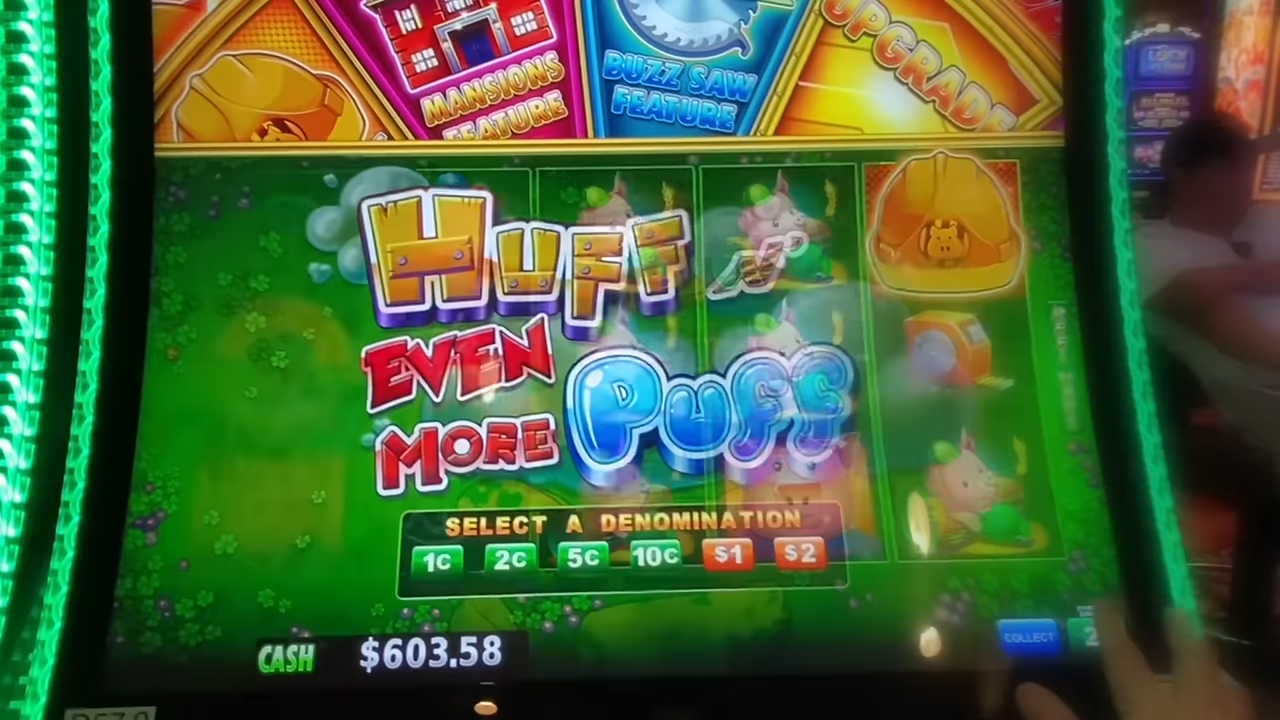 MANSIONS
FEATURE
BUZZ SAW
FEATURE
UPGRADE
HUFF N'
EVEN
MORE PUFF
SELECT A DENOMINATION
1¢ 2¢ 5¢ 10¢ $1 $2
CASH $603.58
COLLECT
2